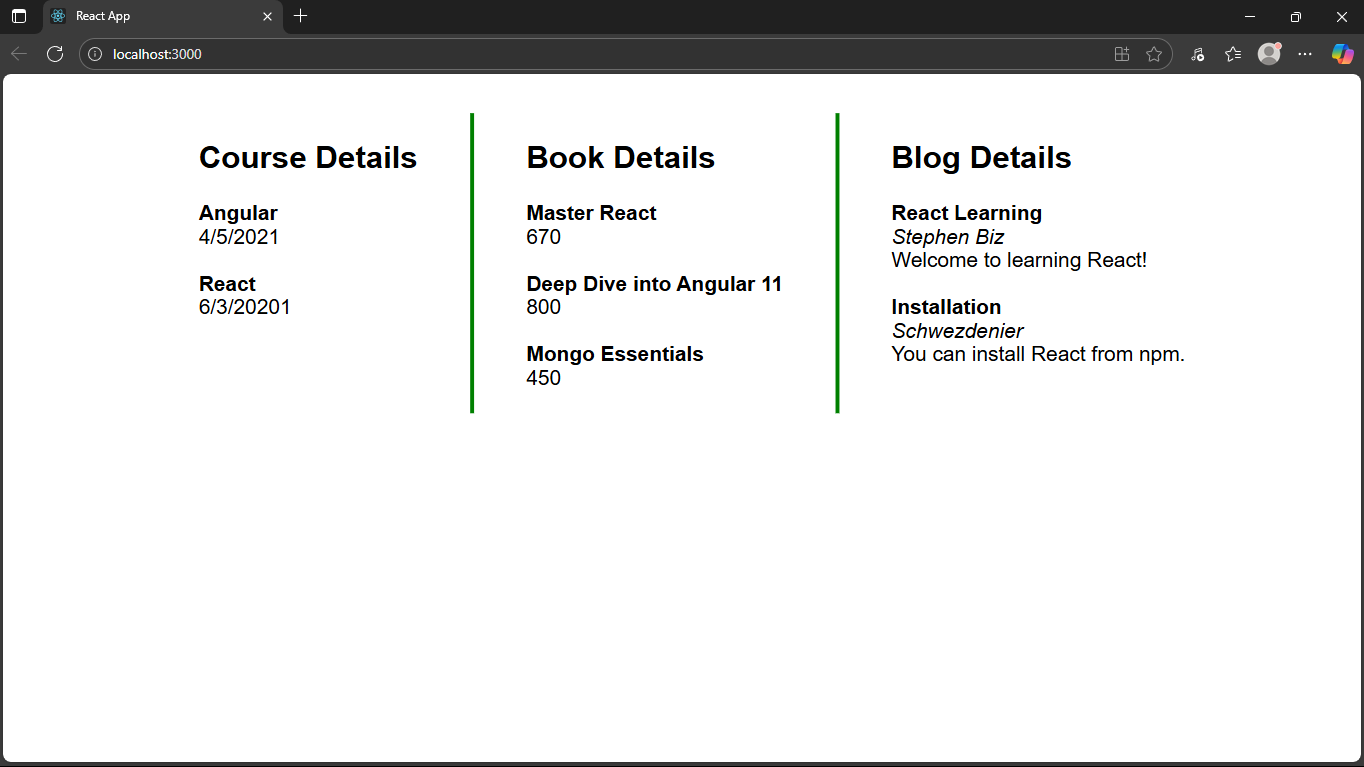 React App
localhost:3000
Course Details
Angular
4/5/2021
React
6/3/20201
Book Details
Master React
670
Deep Dive into Angular 11
800
Mongo Essentials
450
Blog Details
React Learning
Stephen Biz
Welcome to learning React!
Installation
Schwezdenier
You can install React from npm.